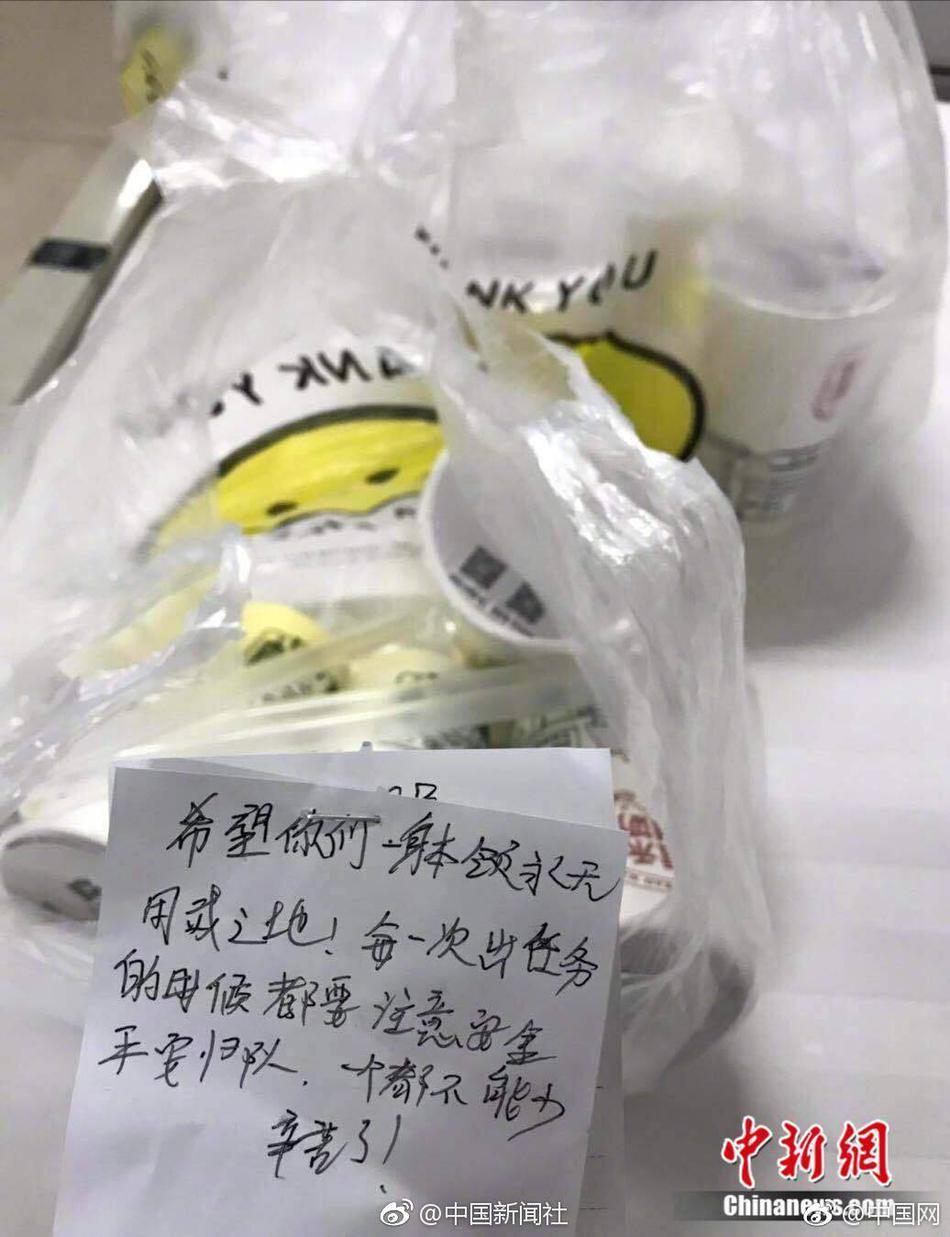 NK YOU
ANK YO
希望你们一身本领永无
用武之地！每一次出任务
的时候都要注意安全
平安归队，一个都不能少
辛苦了！
中新网
Chinanews.com
@中国新闻社
@中国网